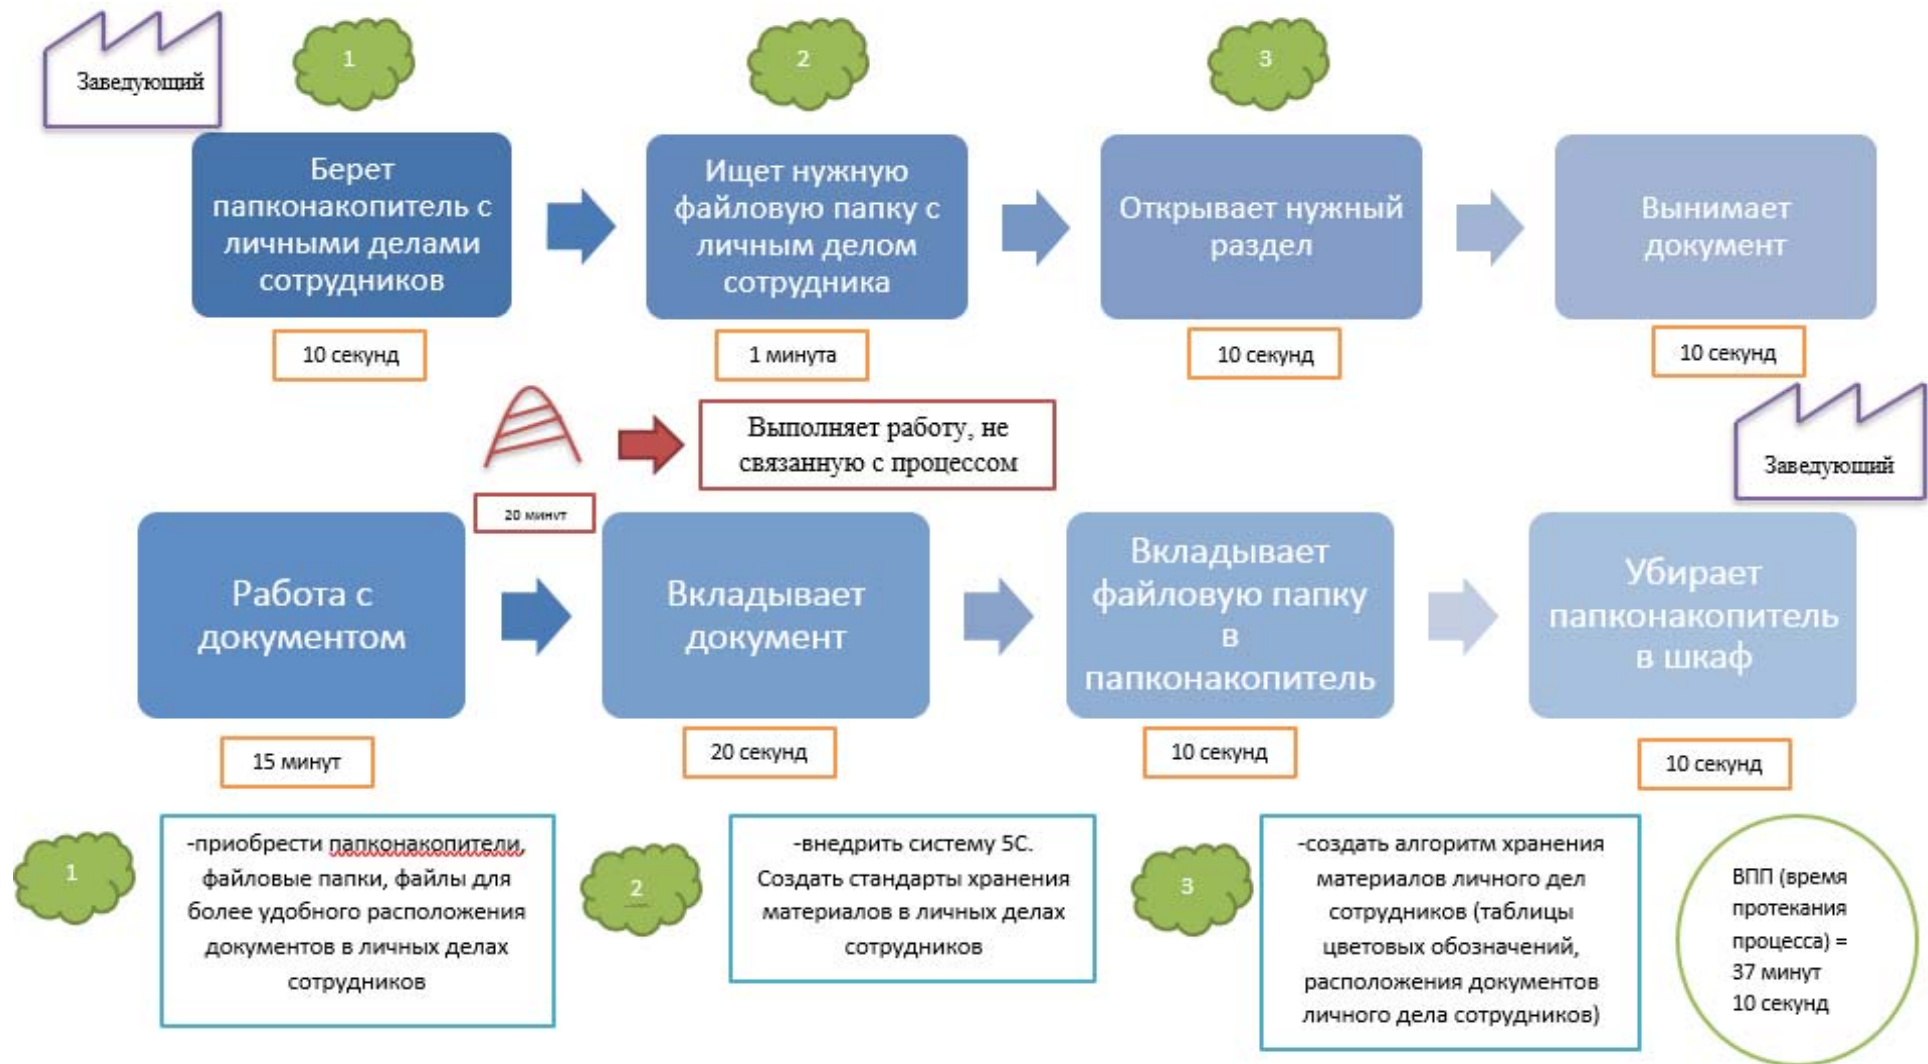 Заведующий
1
2
3
Берет
папконакопитель с
личными делами
сотрудников
Ищет нужную
файловую папку с
личным делом
сотрудника
Открывает нужный
раздел
Вынимает
документ
10 секунд
1 минута
10 секунд
10 секунд
Выполняет работу, не
связанную с процессом
20 минут
Заведующий
Работа с
документом
Вкладывает
документ
Вкладывает
файловую папку
в
папконакопитель
Убирает
папконакопитель
в шкаф
15 минут
20 секунд
10 секунд
10 секунд
1
-приобрести папконакопители,
файловые папки, файлы для
более удобного расположения
документов в личных делах
сотрудников
2
-внедрить систему 5С.
Создать стандарты хранения
материалов в личных делах
сотрудников
3
-создать алгоритм хранения
материалов личного дел
сотрудников (таблицы
цветовых обозначений,
расположения документов
личного дела сотрудников)
ВПП (время
протекания
процесса) =
37 минут
10 секунд